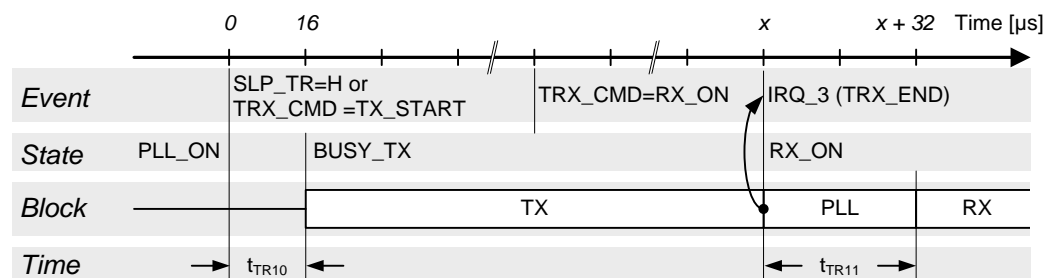 0 16 x x + 32 Time [µs]
Event SLP_TR=H or
TRX_CMD =TX_START TRX_CMD=RX_ON IRQ_3 (TRX_END)
State PLL_ON BUSY_TX RX_ON
Block TX PLL RX
Time tTR10 tTR11